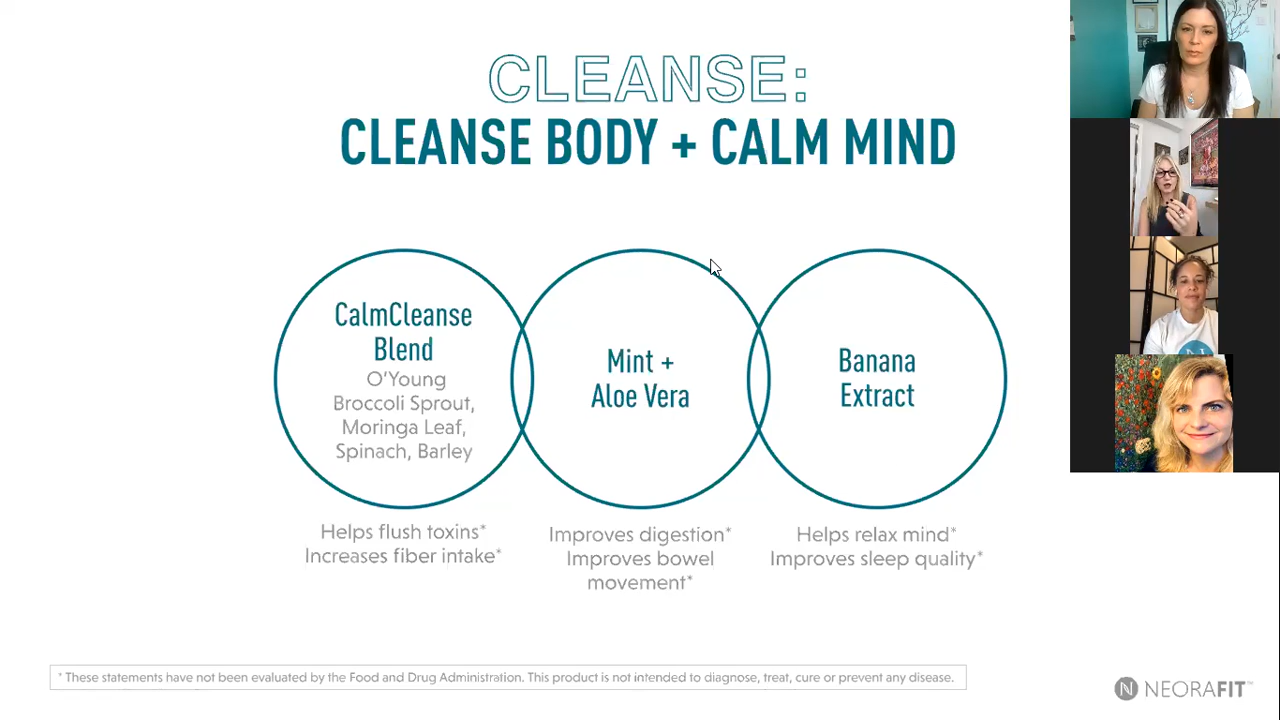 CLEANSE:
CLEANSE BODY + CALM MIND
CalmCleanse
Blend
O'Young
Broccoli Sprout,
Moringa Leaf,
Spinach, Barley
Mint +
Aloe Vera
Banana
Extract
Helps flush toxins*
Increases fiber intake*
Improves digestion*
Improves bowel
movement*
Helps relax mind*
Improves sleep quality*
* These statements have not been evaluated by the Food and Drug Administration. This product is not intended to diagnose, treat, cure or prevent any disease.
N NEORAFIT™